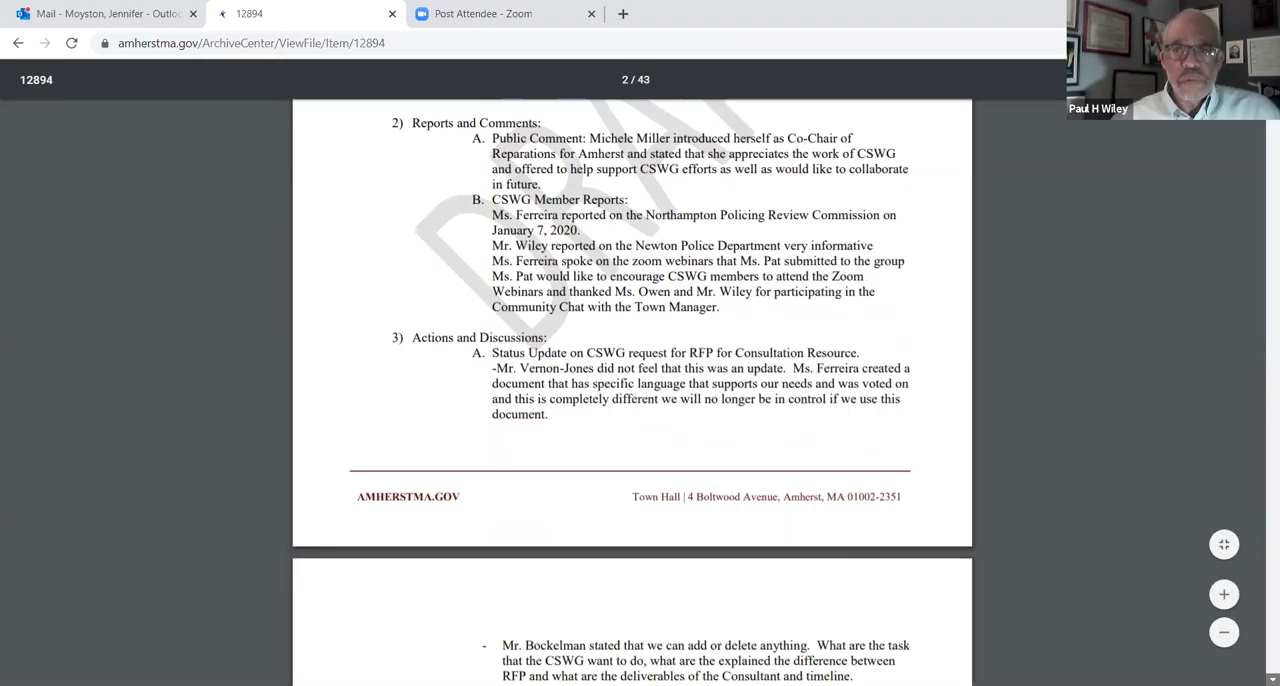 Mail - Moyston, Jennifer - Outloo
12894
Post Attendee - Zoom
amherstma.gov/ArchiveCenter/ViewFile/Item/12894
12894
2 / 43
Paul H Wiley
DRAF
2) Reports and Comments:
A. Public Comment: Michele Miller introduced herself as Co-Chair of
Reparations for Amherst and stated that she appreciates the work of CSWG
and offered to help support CSWG efforts as well as would like to collaborate
in future.
B. CSWG Member Reports:
Ms. Ferreira reported on the Northampton Policing Review Commission on
January 7, 2020.
Mr. Wiley reported on the Newton Police Department very informative
Ms. Ferreira spoke on the zoom webinars that Ms. Pat submitted to the group
Ms. Pat would like to encourage CSWG members to attend the Zoom
Webinars and thanked Ms. Owen and Mr. Wiley for participating in the
Community Chat with the Town Manager.
3) Actions and Discussions:
A. Status Update on CSWG request for RFP for Consultation Resource.
-Mr. Vernon-Jones did not feel that this was an update. Ms. Ferreira created a
document that has specific language that supports our needs and was voted on
and this is completely different we will no longer be in control if we use this
document.
AMHERSTMA.GOV
Town Hall | 4 Boltwood Avenue, Amherst, MA 01002-2351
- Mr. Bockelman stated that we can add or delete anything. What are the task
that the CSWG want to do, what are the explained the difference between
RFP and what are the deliverables of the Consultant and timeline.